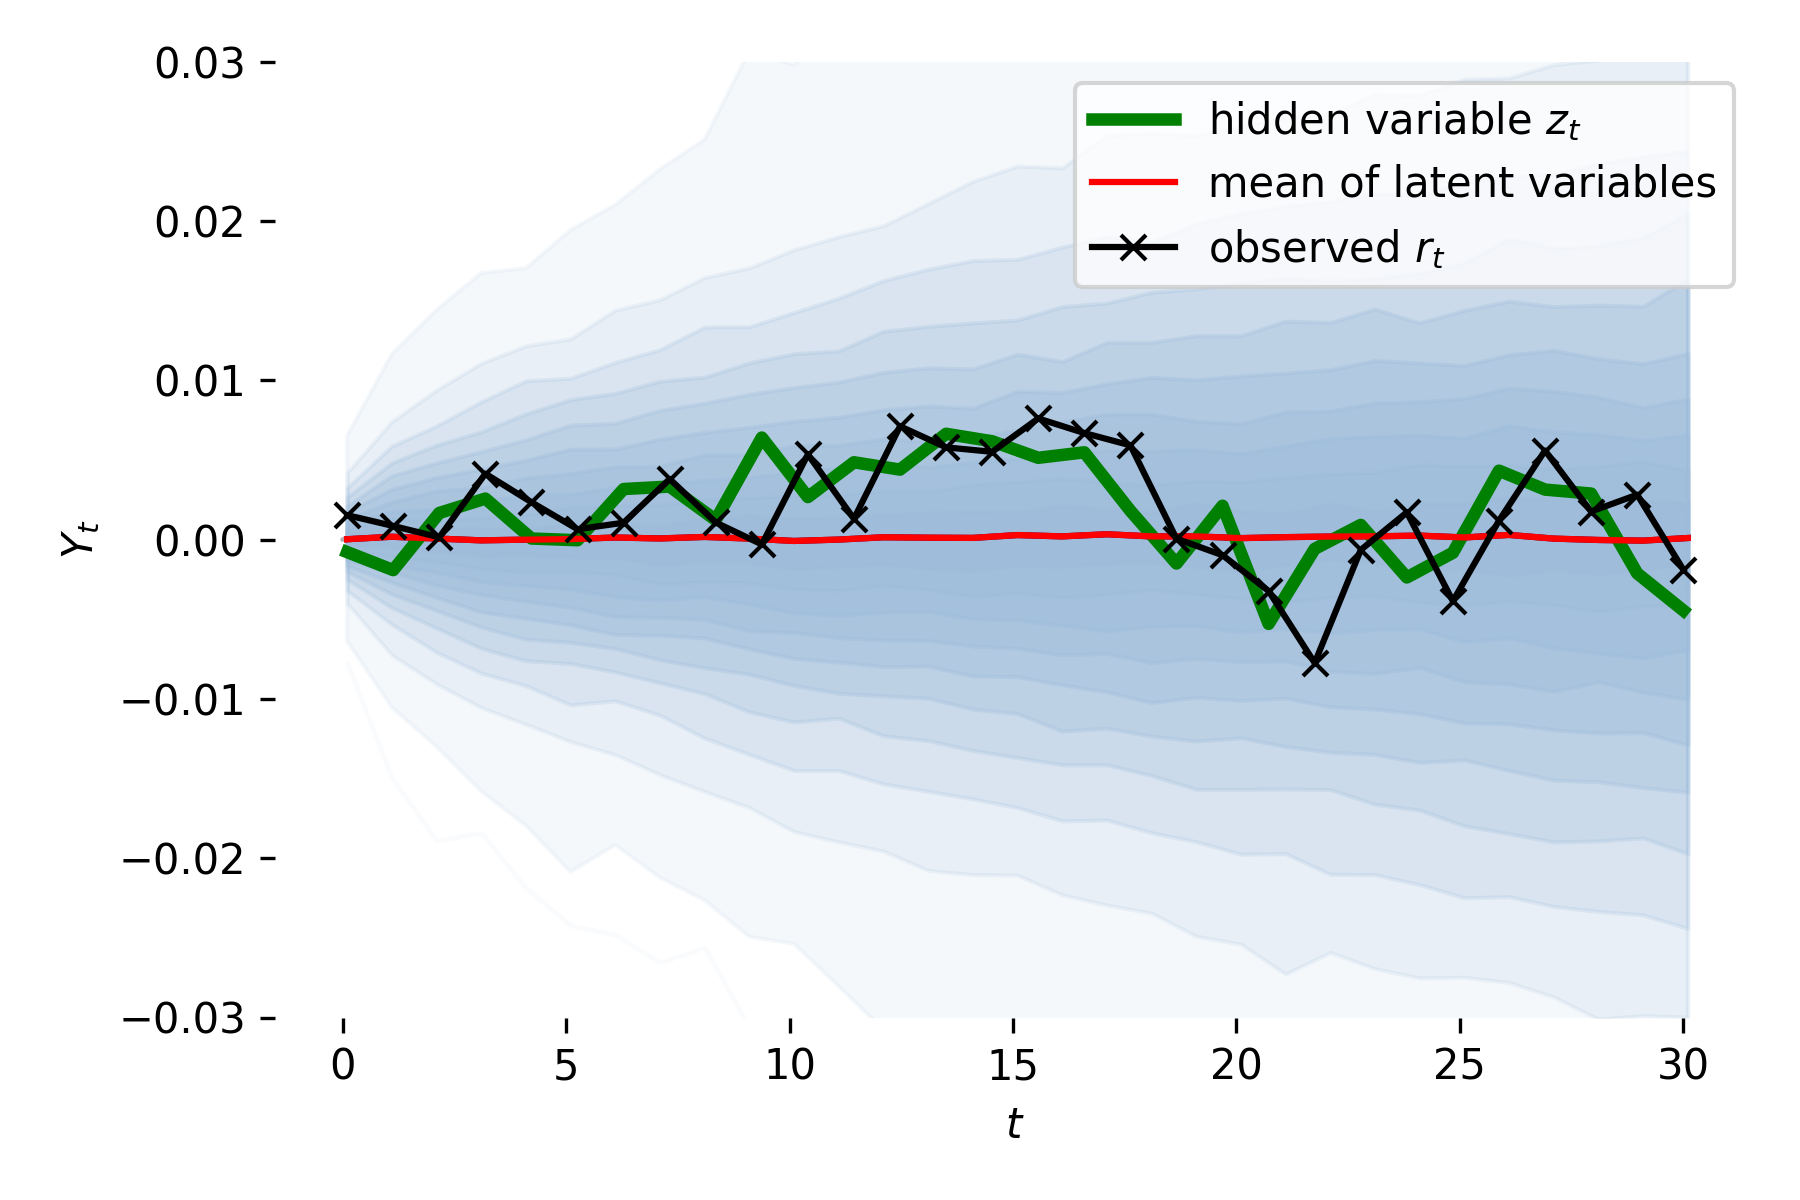 0.03
0.02
0.01
0.00
−0.01
−0.02
−0.03
Y_t
hidden variable z_t
mean of latent variables
observed r_t
0 5 10 15 20 25 30
t